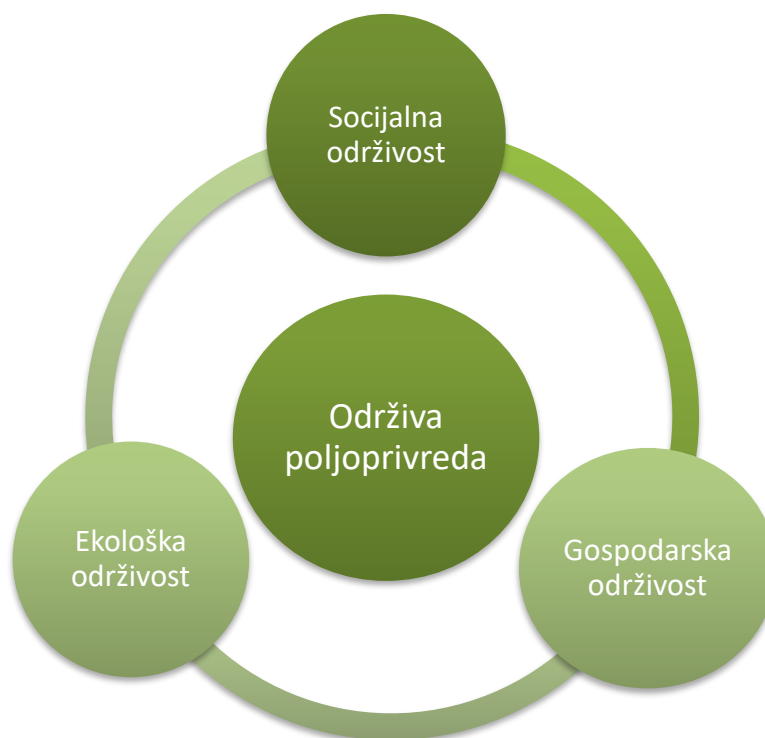 Socijalna
održivost
Održiva
poljoprivreda
Ekološka
održivost
Gospodarska
održivost